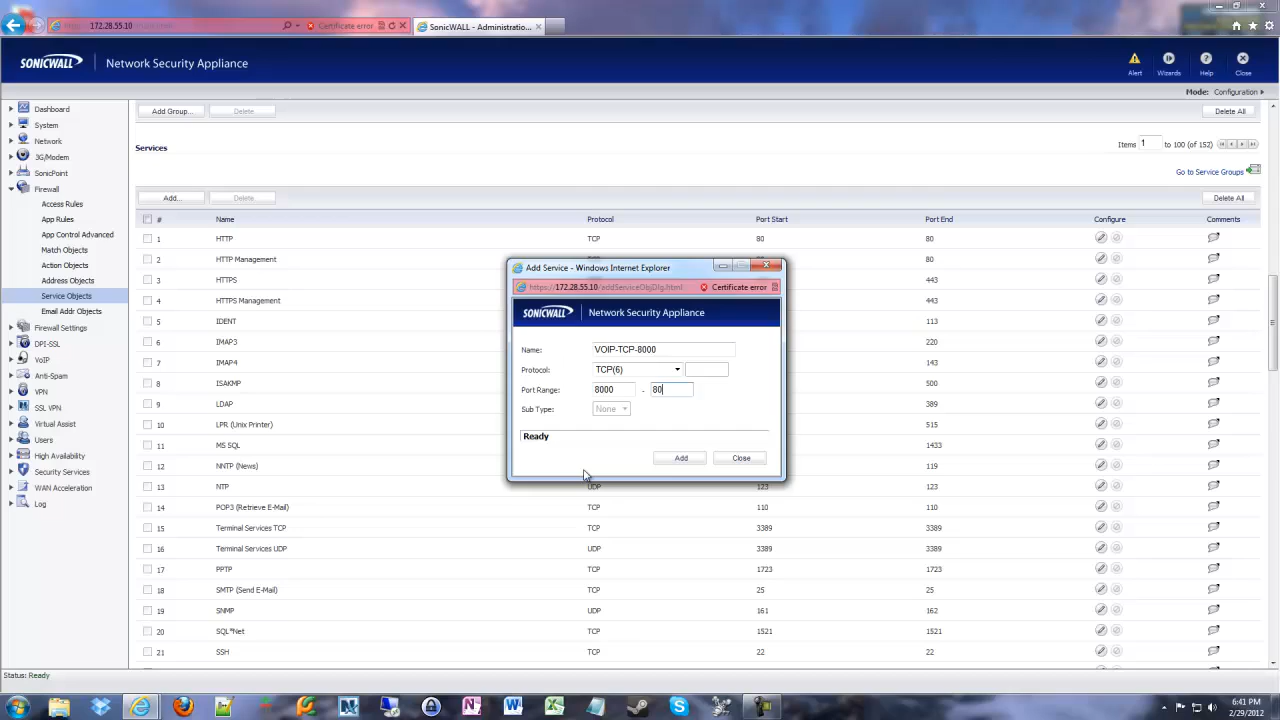 https://172.28.55.10/main.html
Certificate error
SonicWALL - Administratio...
SONICWALL
Network Security Appliance
Alert
Wizards
Help
Close
Mode: Configuration
Dashboard
System
Network
3G/Modem
SonicPoint
Firewall
Access Rules
App Rules
App Control Advanced
Match Objects
Action Objects
Address Objects
Service Objects
Email Addr Objects
Firewall Settings
DPI-SSL
VoIP
Anti-Spam
VPN
SSL VPN
Virtual Assist
Users
High Availability
Security Services
WAN Acceleration
Log
Add Group... Delete Delete All
Services Items 1 to 100 (of 152)
Go to Service Groups
Add... Delete Delete All
# Name Protocol Port Start Port End Configure Comments
1 HTTP TCP 80 80
2 HTTP Management 80
3 HTTPS 443
4 HTTPS Management 443
5 IDENT 113
6 IMAP3 220
7 IMAP4 143
8 ISAKMP 500
9 LDAP 389
10 LPR (Unix Printer) 515
11 MS SQL 1433
12 NNTP (News) 119
13 NTP UDP 123 123
14 POP3 (Retrieve E-Mail) TCP 110 110
15 Terminal Services TCP TCP 3389 3389
16 Terminal Services UDP UDP 3389 3389
17 PPTP TCP 1723 1723
18 SMTP (Send E-Mail) TCP 25 25
19 SNMP UDP 161 162
20 SQL*Net TCP 1521 1521
21 SSH TCP 22 22
Add Service - Windows Internet Explorer
https://172.28.55.10/addServiceObjDlg.html Certificate error
SONICWALL Network Security Appliance
Name: VOIP-TCP-8000
Protocol: TCP(6)
Port Range: 8000 - 80
Sub Type: None
Ready
Add Close
Status: Ready
6:41 PM
2/29/2012